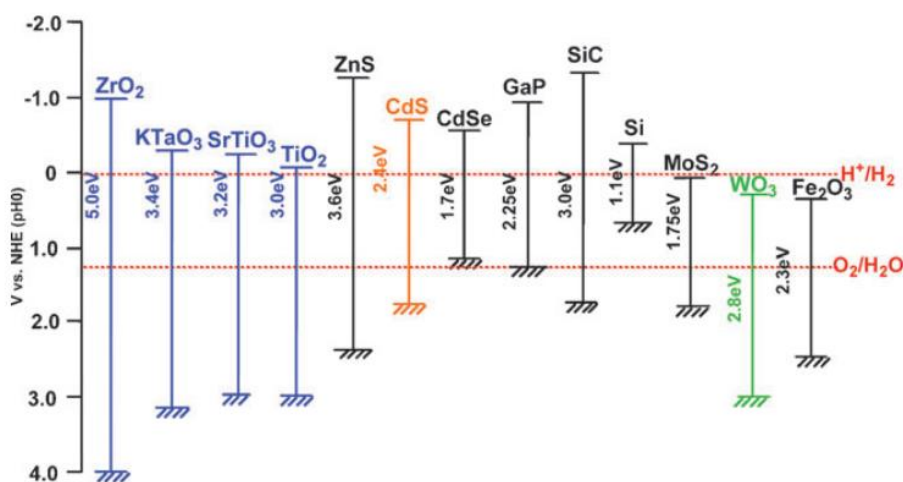 V vs. NHE (pH0)
-2.0
-1.0
0
1.0
2.0
3.0
4.0
ZrO₂
5.0eV
KTaO₃
3.4eV
SrTiO₃
3.2eV
TiO₂
3.0eV
ZnS
3.6eV
CdS
2.4eV
CdSe
1.7eV
GaP
2.25eV
SiC
3.0eV
Si
1.1eV
MoS₂
1.75eV
WO₃
2.8eV
Fe₂O₃
2.3eV
H⁺/H₂
O₂/H₂O